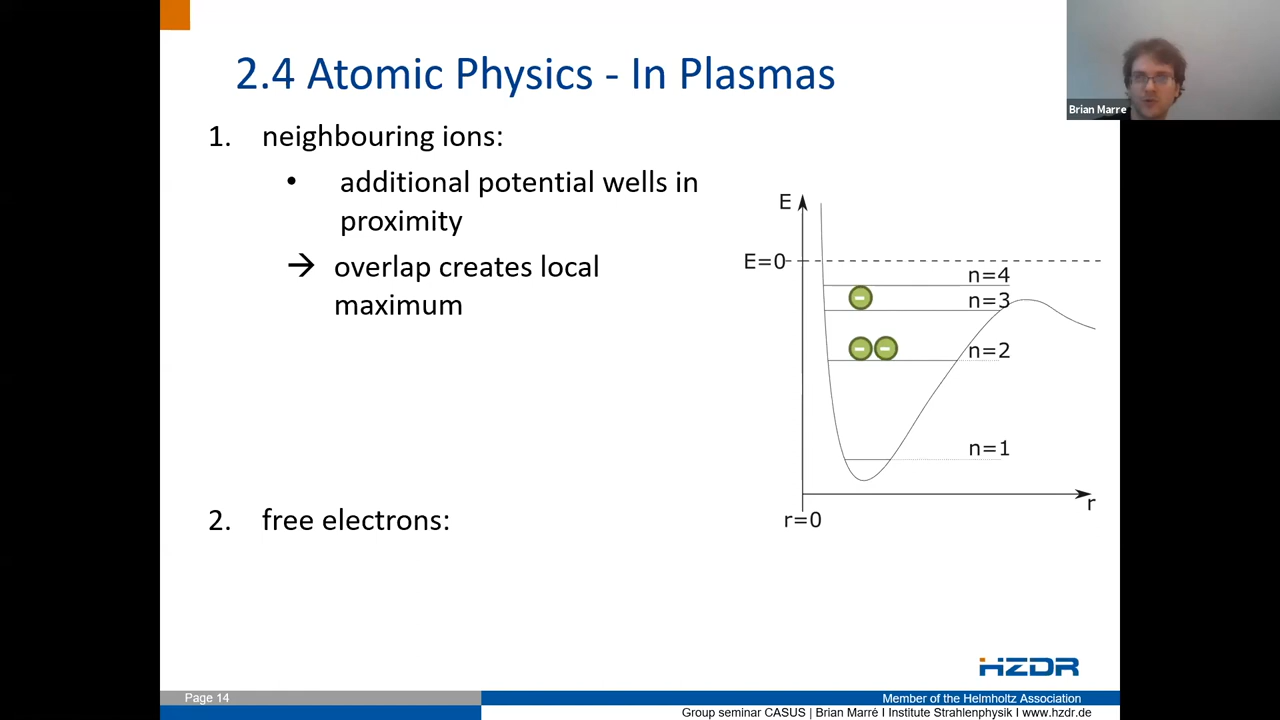 2.4 Atomic Physics - In Plasmas
Brian Marre
1. neighbouring ions:
• additional potential wells in
proximity
→ overlap creates local
maximum
2. free electrons:
E
E=0
n=4
n=3
n=2
n=1
r
r=0
HZDR
Page 14
Member of the Helmholtz Association
Group seminar CASUS | Brian Marré I Institute Strahlenphysik I www.hzdr.de